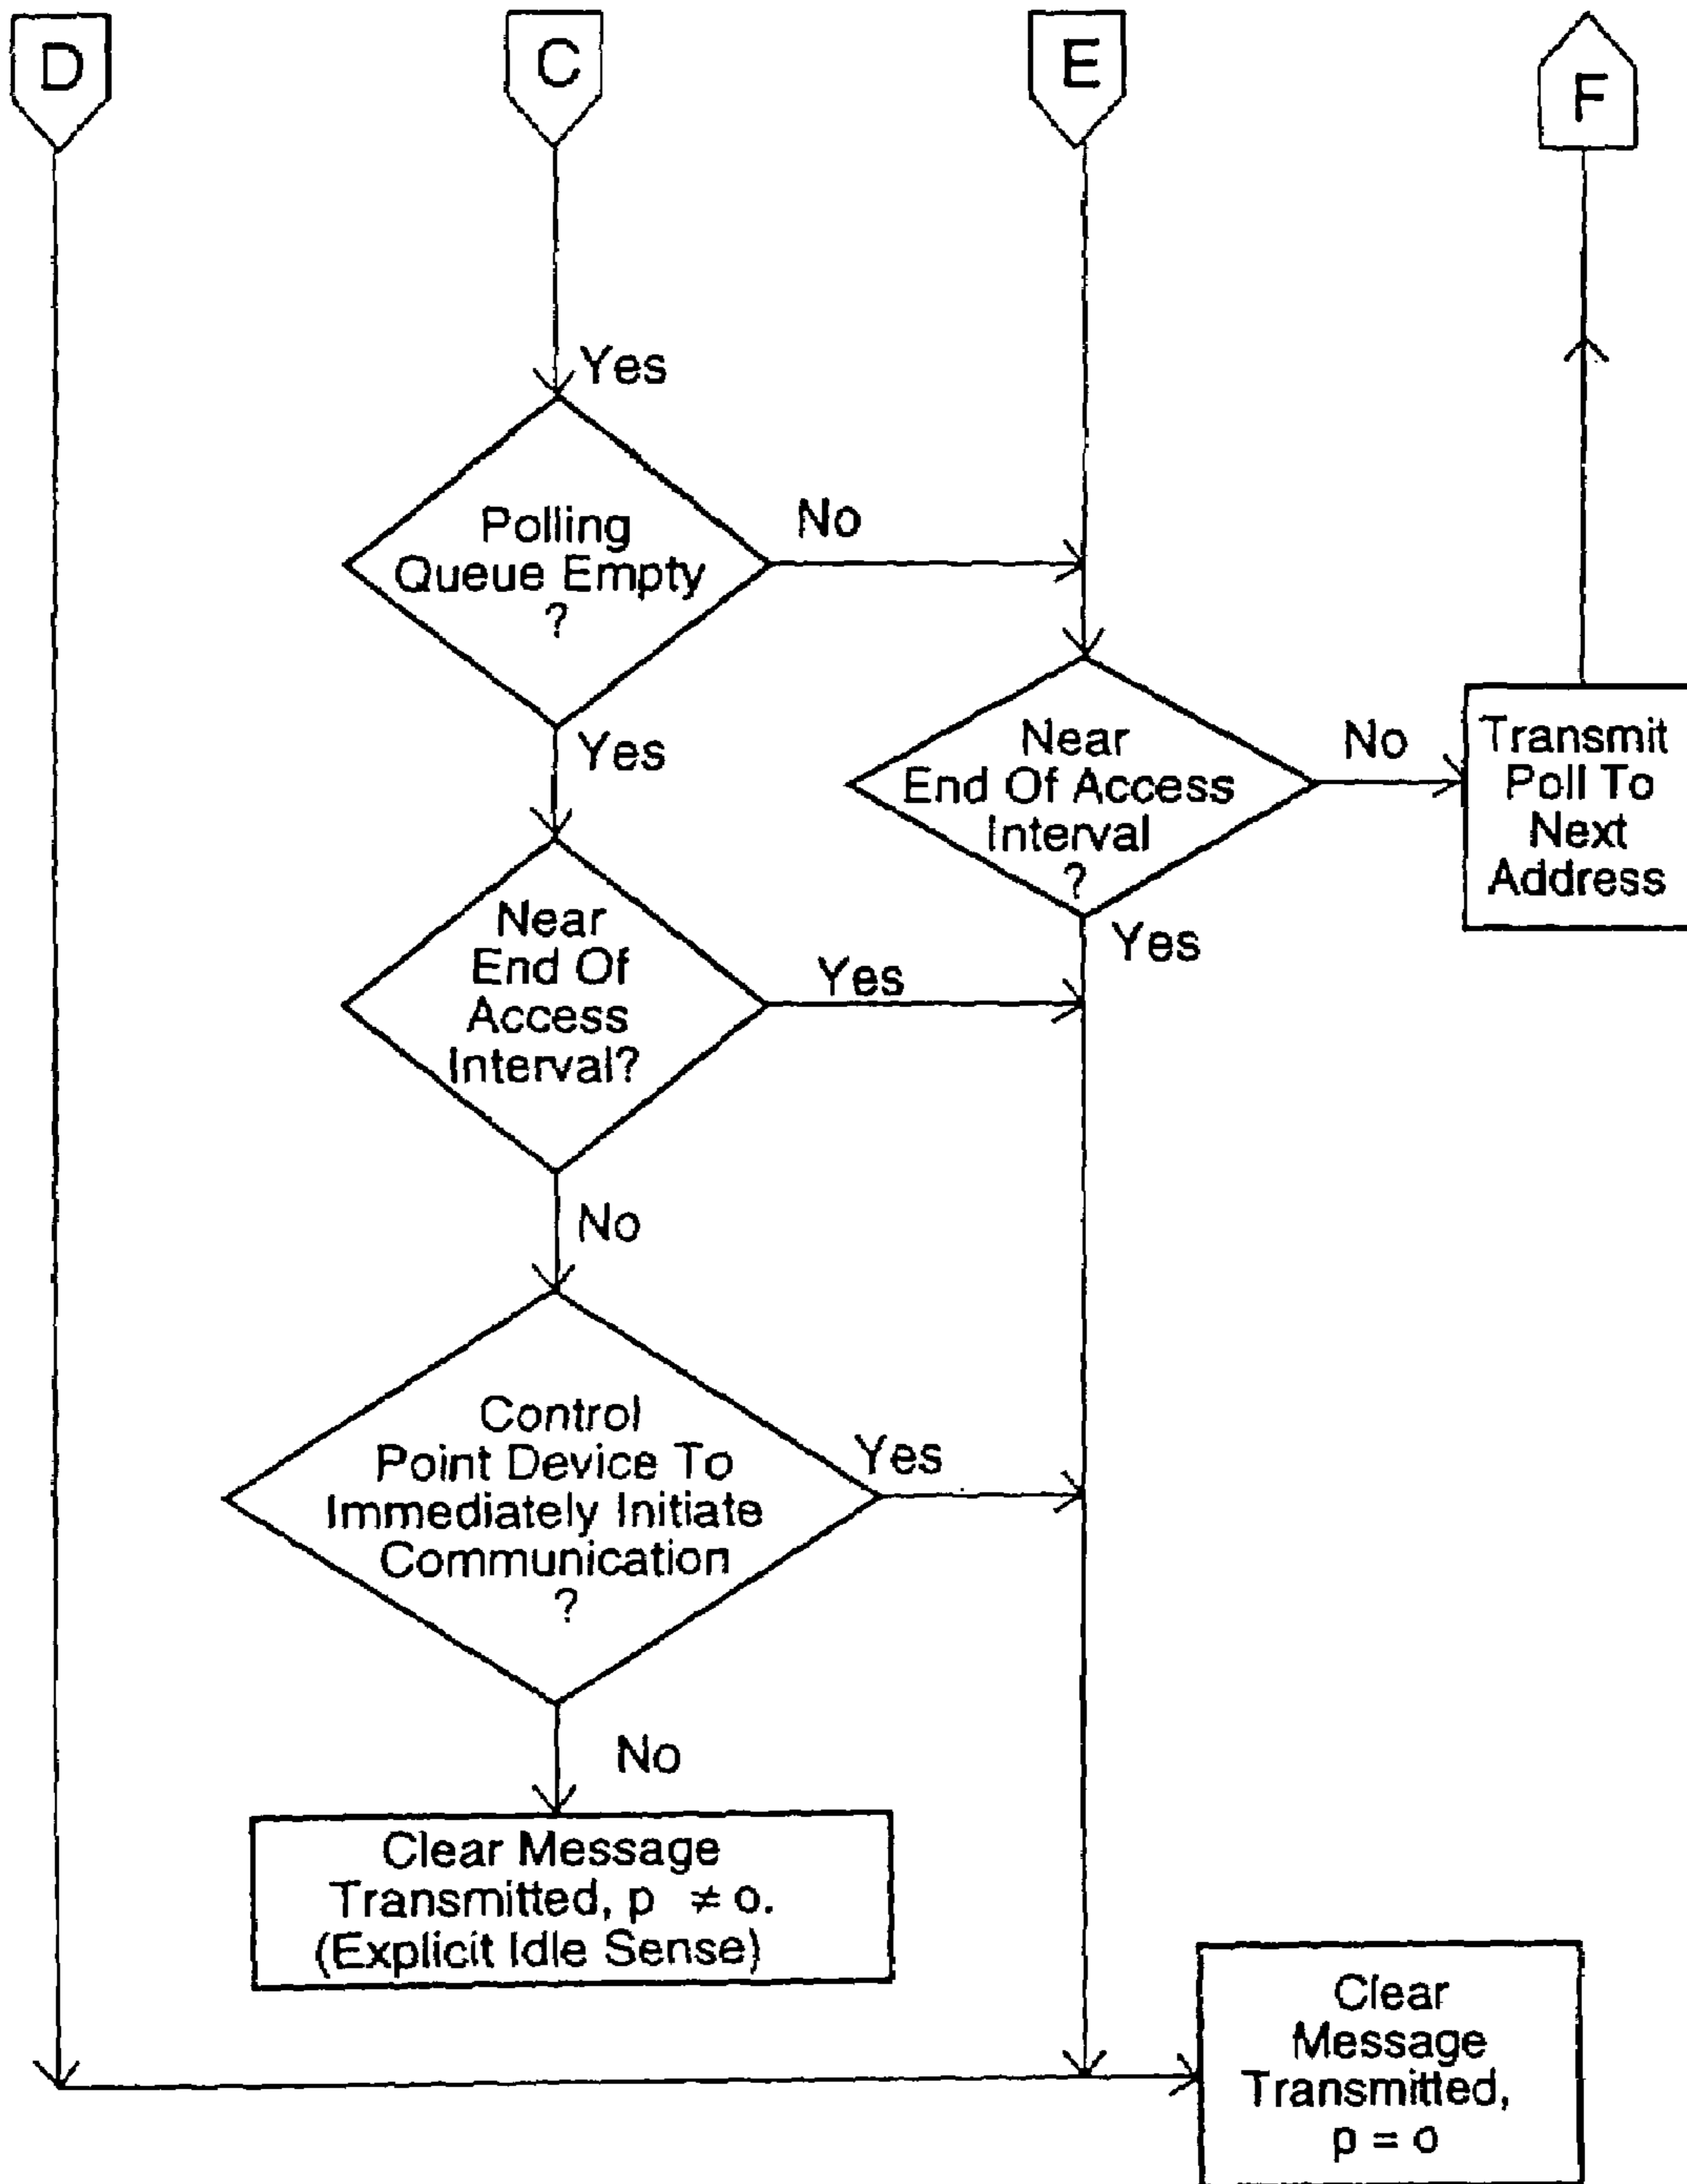 D
C
E
F
Yes
Polling
Queue Empty
?
No
Yes
Near
End Of Access
Interval
?
No
Yes
Transmit
Poll To
Next
Address
Near
End Of
Access
Interval?
Yes
No
Control
Point Device To
Immediately Initiate
Communication
?
Yes
No
Clear Message
Transmitted, p ≠ o.
(Explicit Idle Sense)
Clear
Message
Transmitted,
p = o